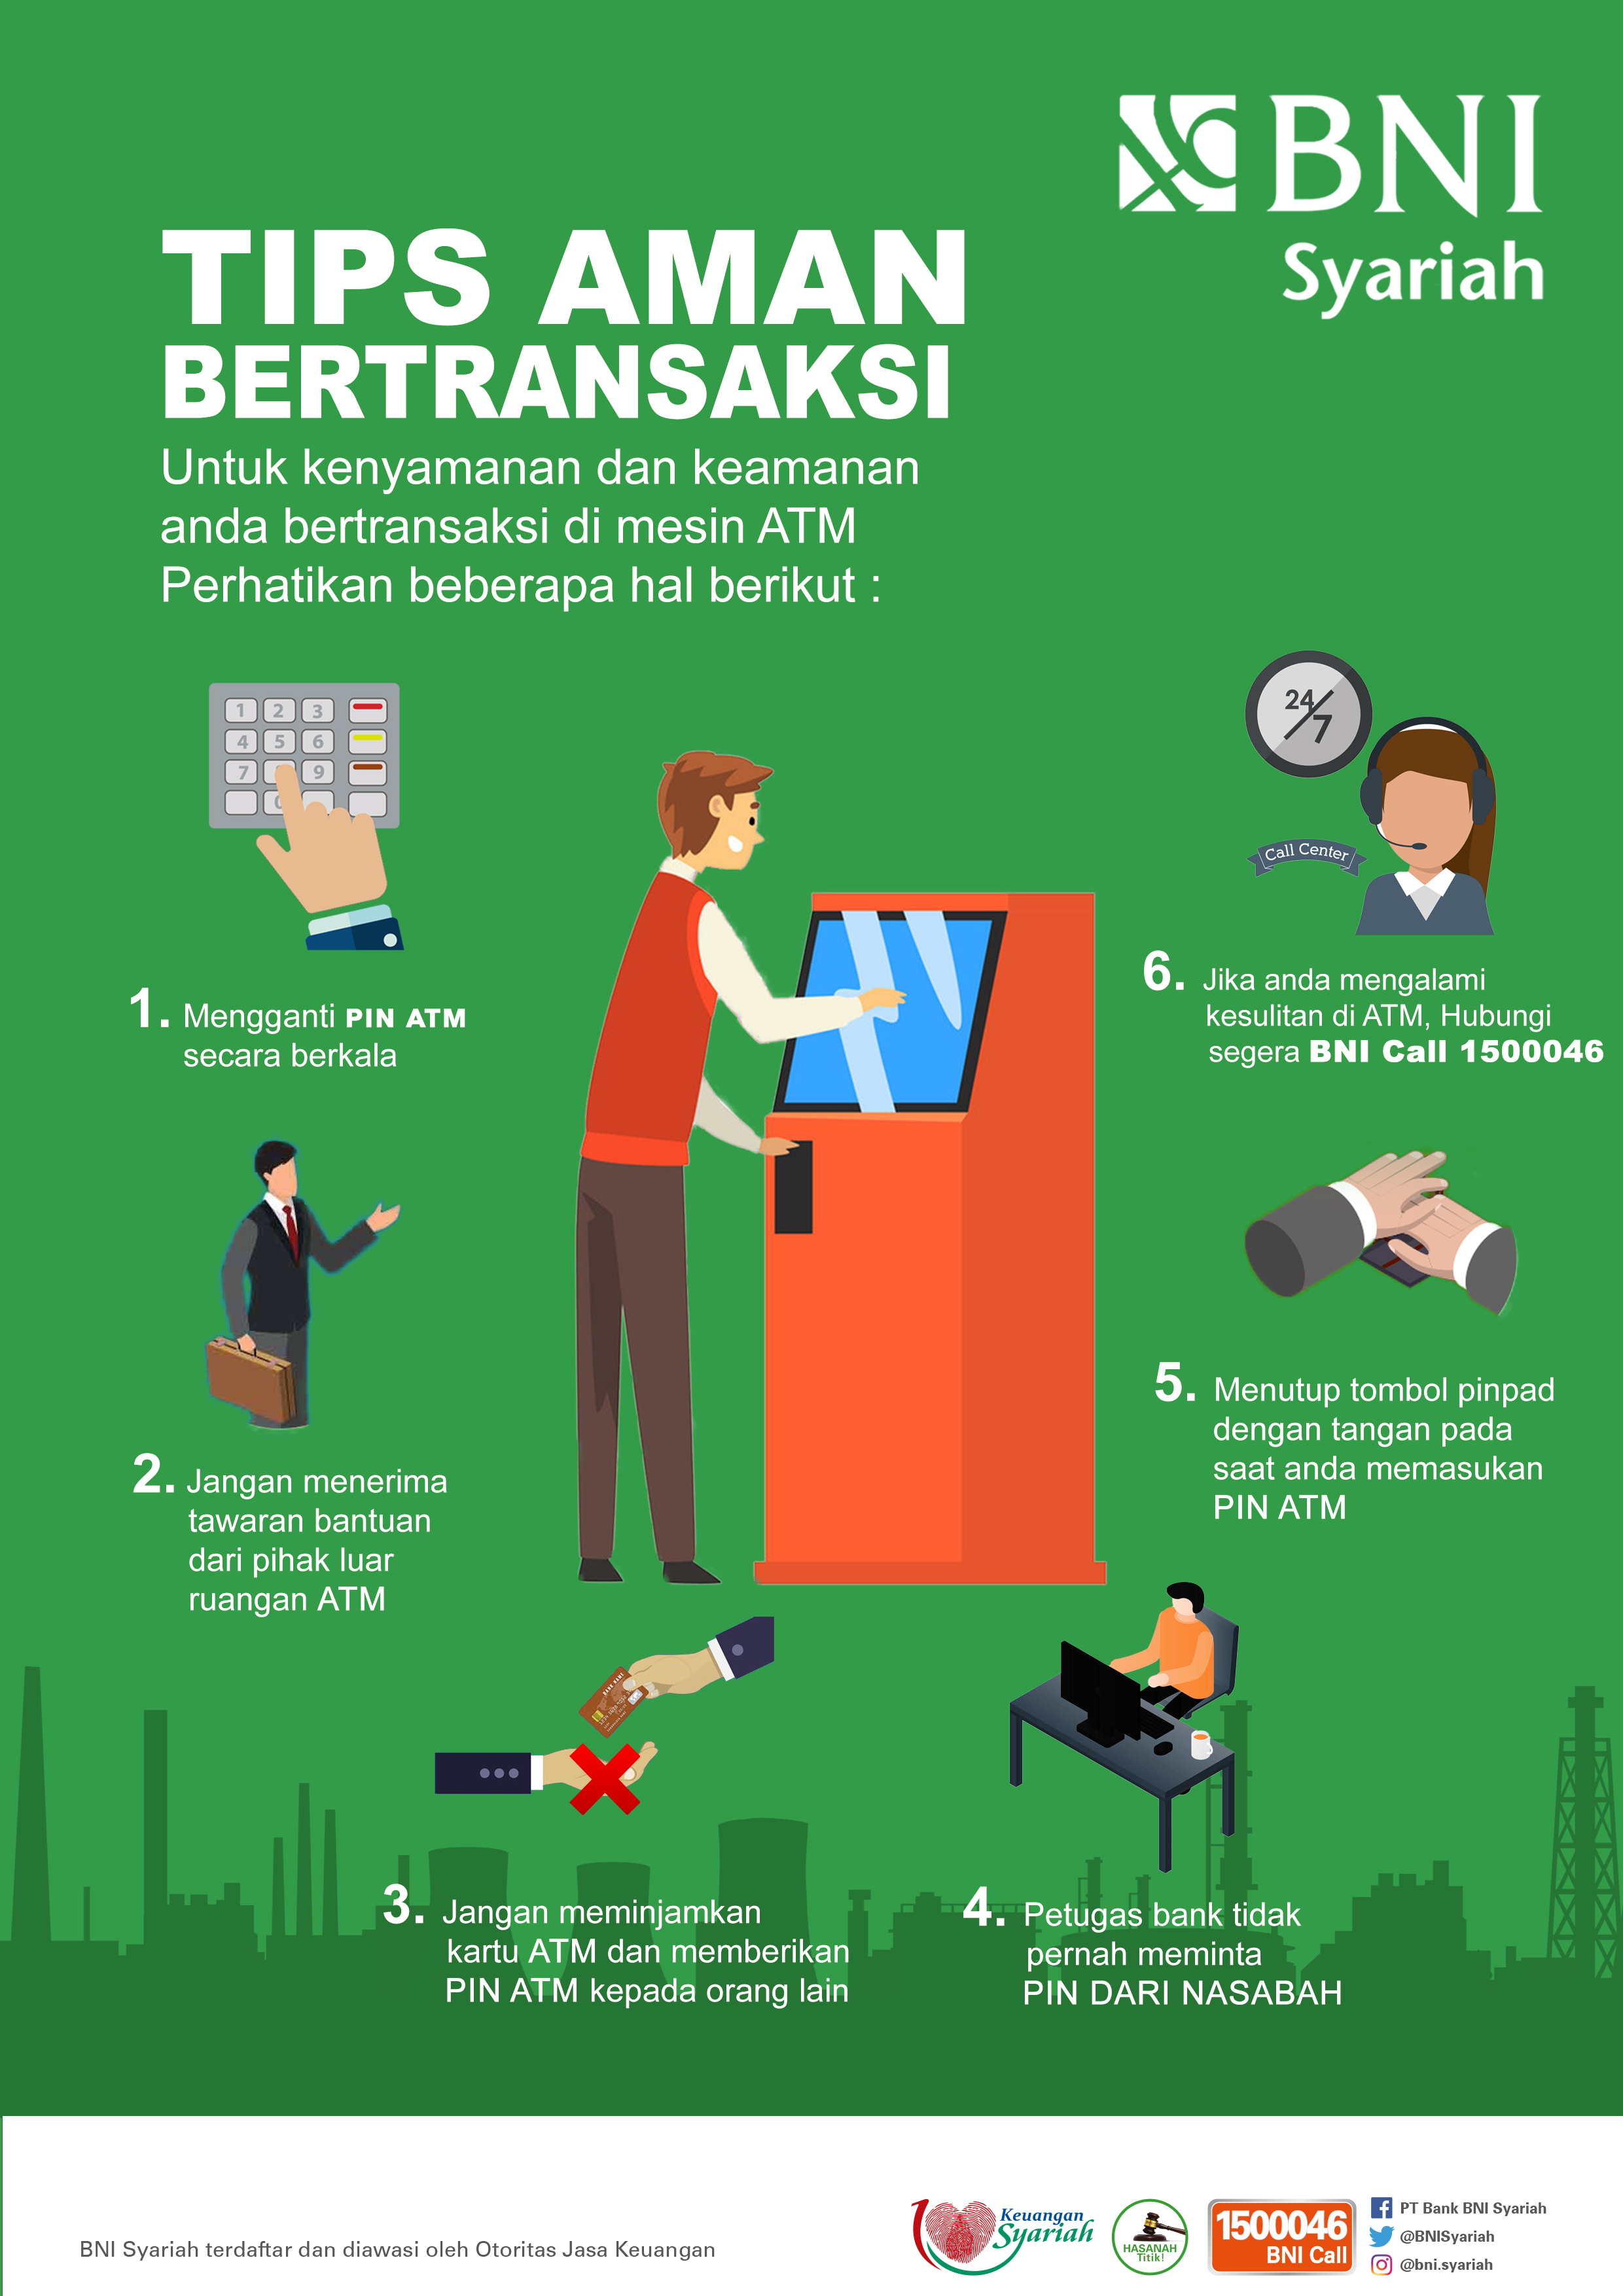 BNI
Syariah
TIPS AMAN
BERTRANSAKSI
Untuk kenyamanan dan keamanan
anda bertransaksi di mesin ATM
Perhatikan beberapa hal berikut :
1 2 3
4 5 6
7 9
0
1. Mengganti PIN ATM
secara berkala
2. Jangan menerima
tawaran bantuan
dari pihak luar
ruangan ATM
3. Jangan meminjamkan
kartu ATM dan memberikan
PIN ATM kepada orang lain
4. Petugas bank tidak
pernah meminta
PIN DARI NASABAH
5. Menutup tombol pinpad
dengan tangan pada
saat anda memasukan
PIN ATM
24/7
Call Center
6. Jika anda mengalami
kesulitan di ATM, Hubungi
segera BNI Call 1500046
BNI Syariah terdaftar dan diawasi oleh Otoritas Jasa Keuangan
Keuangan
Syariah
HASANAH
Titik!
1500046
BNI Call
PT Bank BNI Syariah
@BNISyariah
@bni.syariah